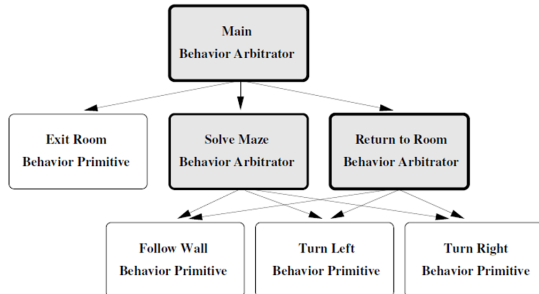 Main
Behavior Arbitrator
Exit Room
Behavior Primitive
Solve Maze
Behavior Arbitrator
Return to Room
Behavior Arbitrator
Follow Wall
Behavior Primitive
Turn Left
Behavior Primitive
Turn Right
Behavior Primitive